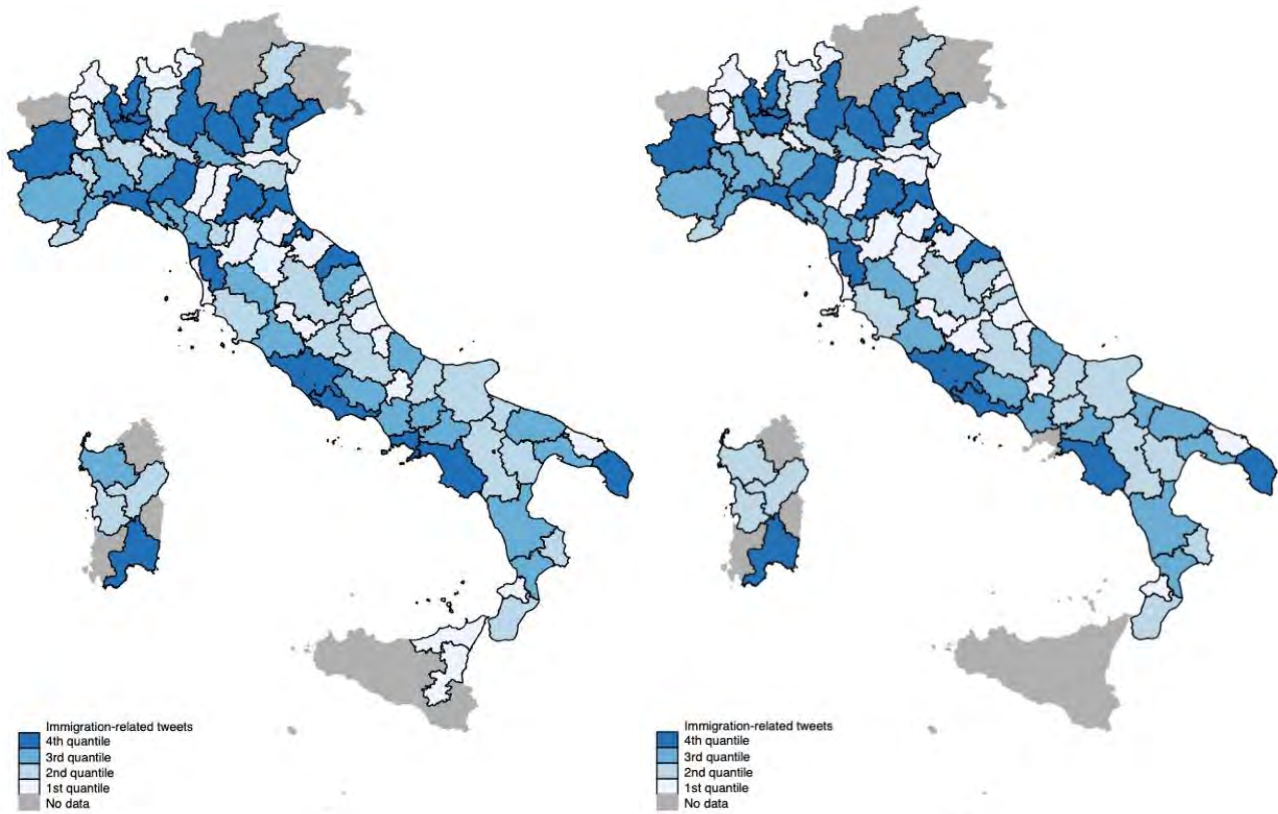 Immigration-related tweets
4th quantile
3rd quantile
2nd quantile
1st quantile
No data
Immigration-related tweets
4th quantile
3rd quantile
2nd quantile
1st quantile
No data